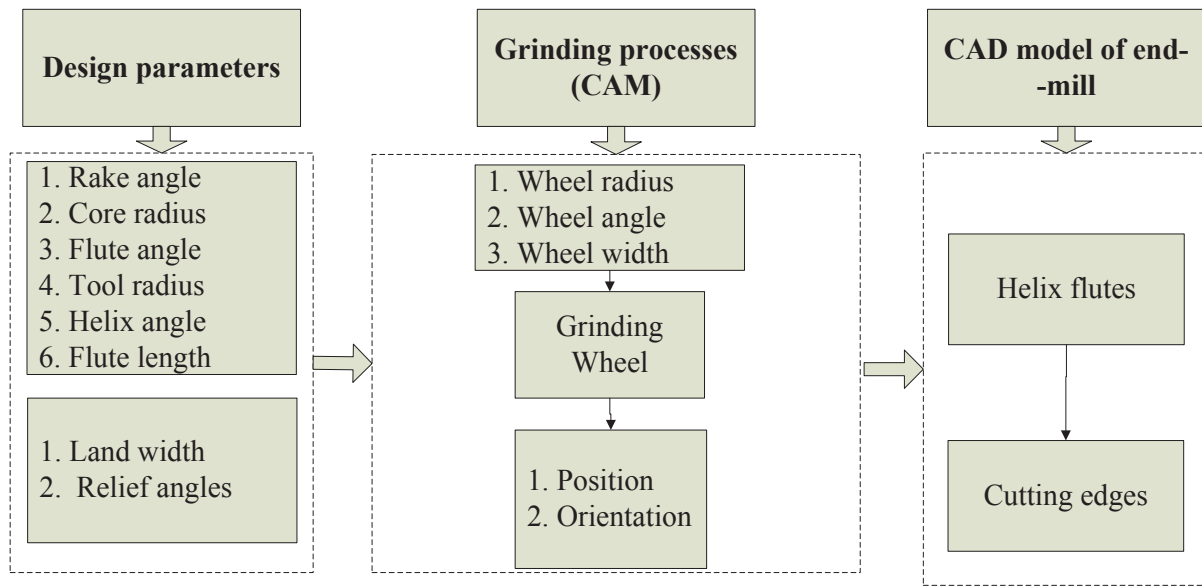 Design parameters
1. Rake angle
2. Core radius
3. Flute angle
4. Tool radius
5. Helix angle
6. Flute length
1. Land width
2. Relief angles
Grinding processes
(CAM)
1. Wheel radius
2. Wheel angle
3. Wheel width
Grinding
Wheel
1. Position
2. Orientation
CAD model of end-
-mill
Helix flutes
Cutting edges